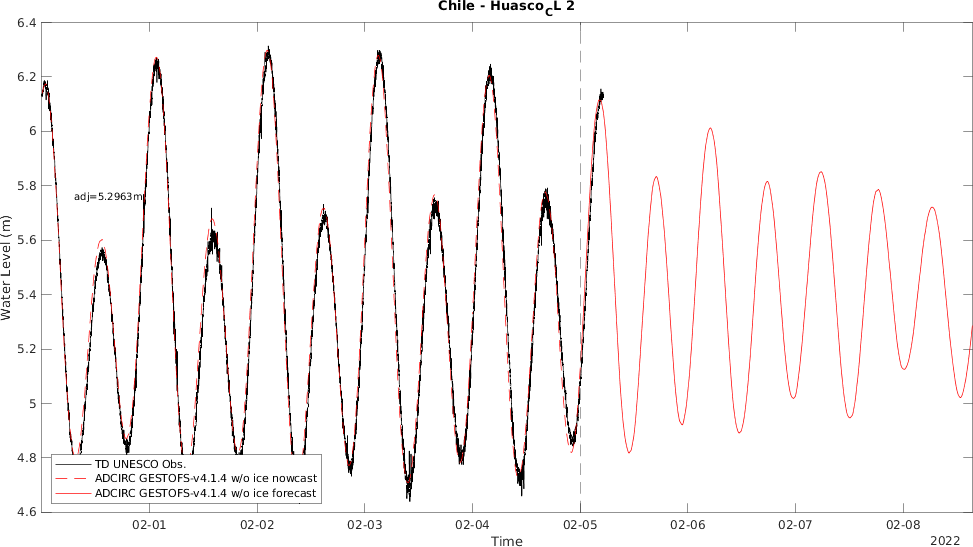 Chile - Huasco_CL 2
6.4
6.2
6
5.8
5.6
5.4
5.2
5
4.8
4.6
Water Level (m)
adj=5.2963m
TD UNESCO Obs.
ADCIRC GESTOFS-v4.1.4 w/o ice nowcast
ADCIRC GESTOFS-v4.1.4 w/o ice forecast
02-01 02-02 02-03 02-04 02-05 02-06 02-07 02-08
Time
2022